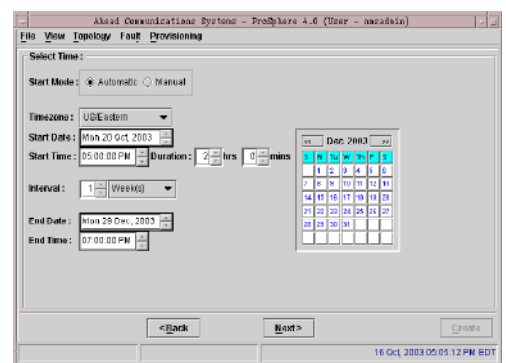 Ahead Communications Systems - ProSphere 4.0 (User - nmsadmin)
File View Topology Fault Provisioning
Select Time:
Start Mode: Automatic Manual
Timezone: US/Eastern
Start Date: Mon 20 Oct, 2003
Start Time: 05:00:00 PM Duration: 2 hrs 0 mins
Interval: 1 Week(s)
End Date: Mon 29 Dec, 2003
End Time: 07:00:00 PM
<< Dec 2003 >>
S M Tu W Th F S
1 2 3 4 5 6
7 8 9 10 11 12 13
14 15 16 17 18 19 20
21 22 23 24 25 26 27
28 29 30 31
<Back Next> Create
16 Oct, 2003 05:05:12 PM EDT